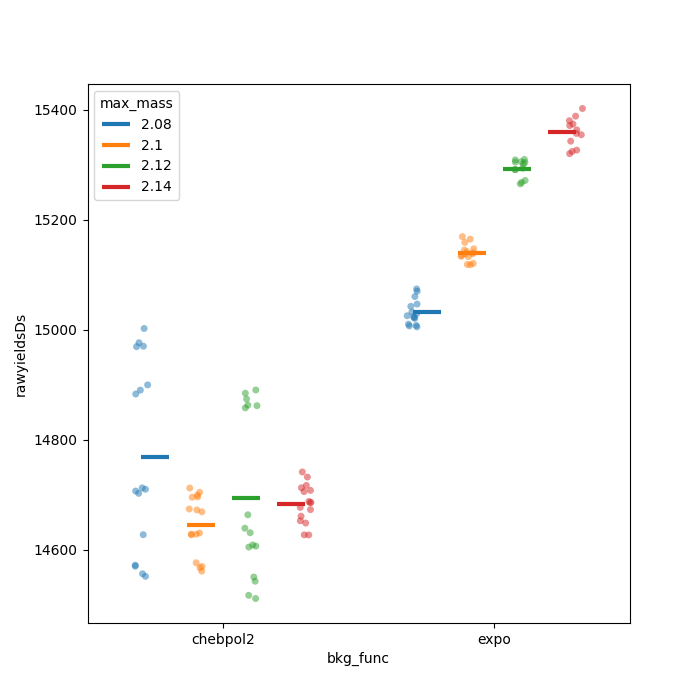 max_mass
2.08
2.1
2.12
2.14
15400
15200
15000
14800
14600
rawyieldsDs
chebpol2
expo
bkg_func